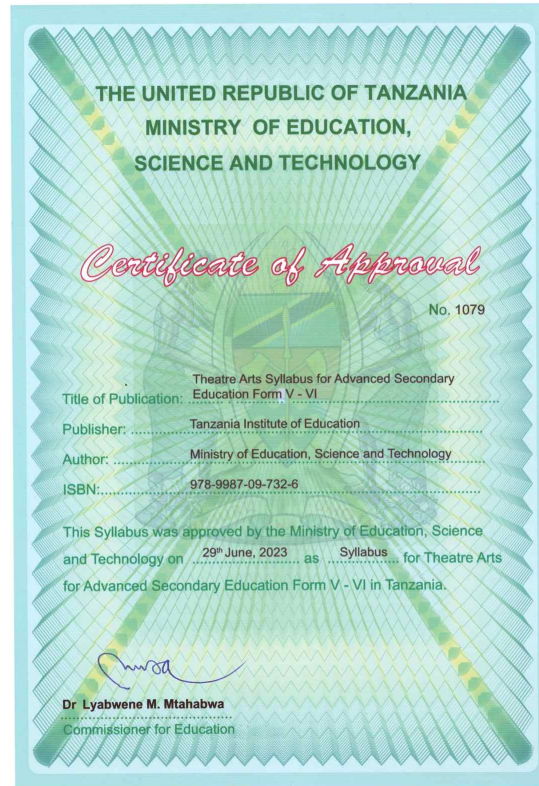 THE UNITED REPUBLIC OF TANZANIA
MINISTRY OF EDUCATION,
SCIENCE AND TECHNOLOGY
Certificate of Approval
No. 1079
Title of Publication: Theatre Arts Syllabus for Advanced Secondary
Education Form V - VI
Publisher: Tanzania Institute of Education
Author: Ministry of Education, Science and Technology
ISBN: 978-9987-09-732-6
This Syllabus was approved by the Ministry of Education, Science
and Technology on 29th June, 2023 as Syllabus for Theatre Arts
for Advanced Secondary Education Form V - VI in Tanzania.
Dr Lyabwene M. Mtahabwa
Commissioner for Education